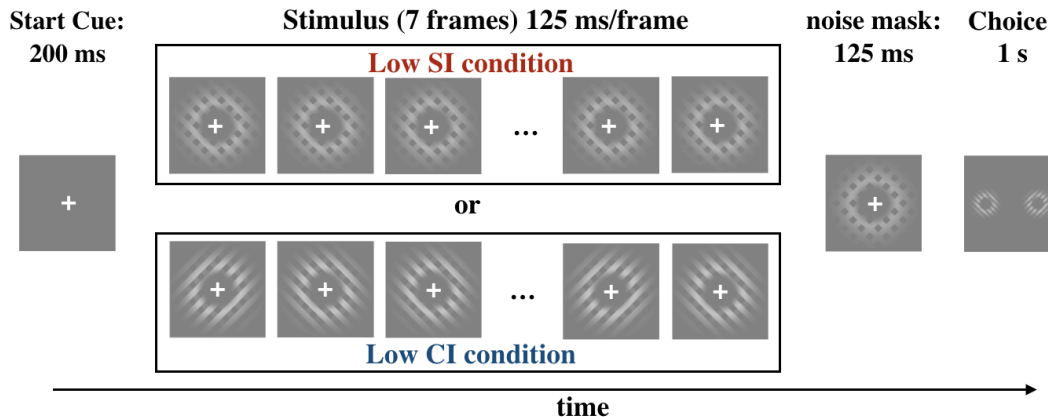 Start Cue:
200 ms
Stimulus (7 frames) 125 ms/frame
Low SI condition
...
or
...
Low CI condition
noise mask:
125 ms
Choice
1 s
time